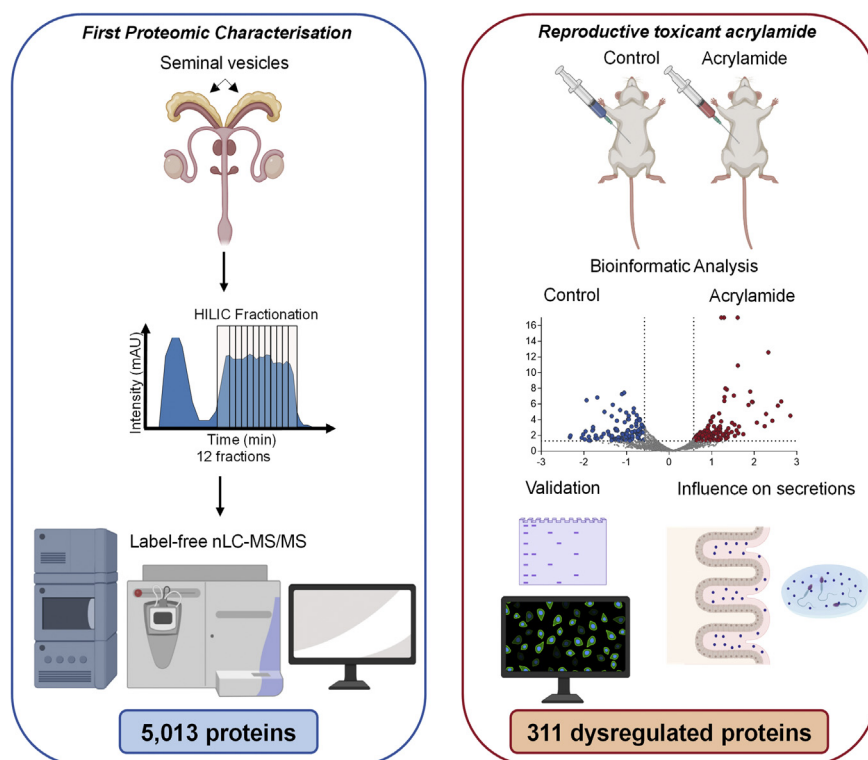 First Proteomic Characterisation
Seminal vesicles
HILIC Fractionation
Intensity (mAU)
Time (min)
12 fractions
Label-free nLC-MS/MS
5,013 proteins
Reproductive toxicant acrylamide
Control Acrylamide
Bioinformatic Analysis
Control Acrylamide
16
14
12
10
8
6
4
2
0
-3 -2 -1 0 1 2 3
Validation Influence on secretions
311 dysregulated proteins